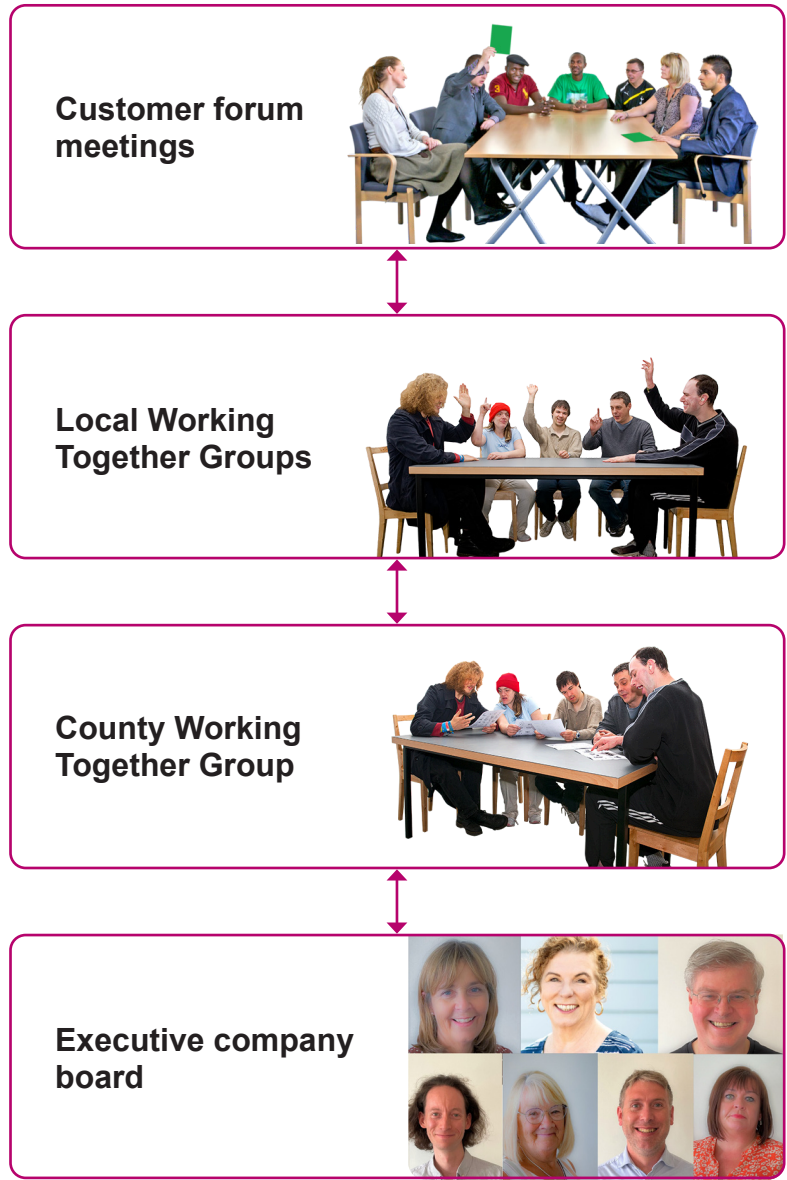 Customer forum
meetings
Local Working
Together Groups
County Working
Together Group
Executive company
board